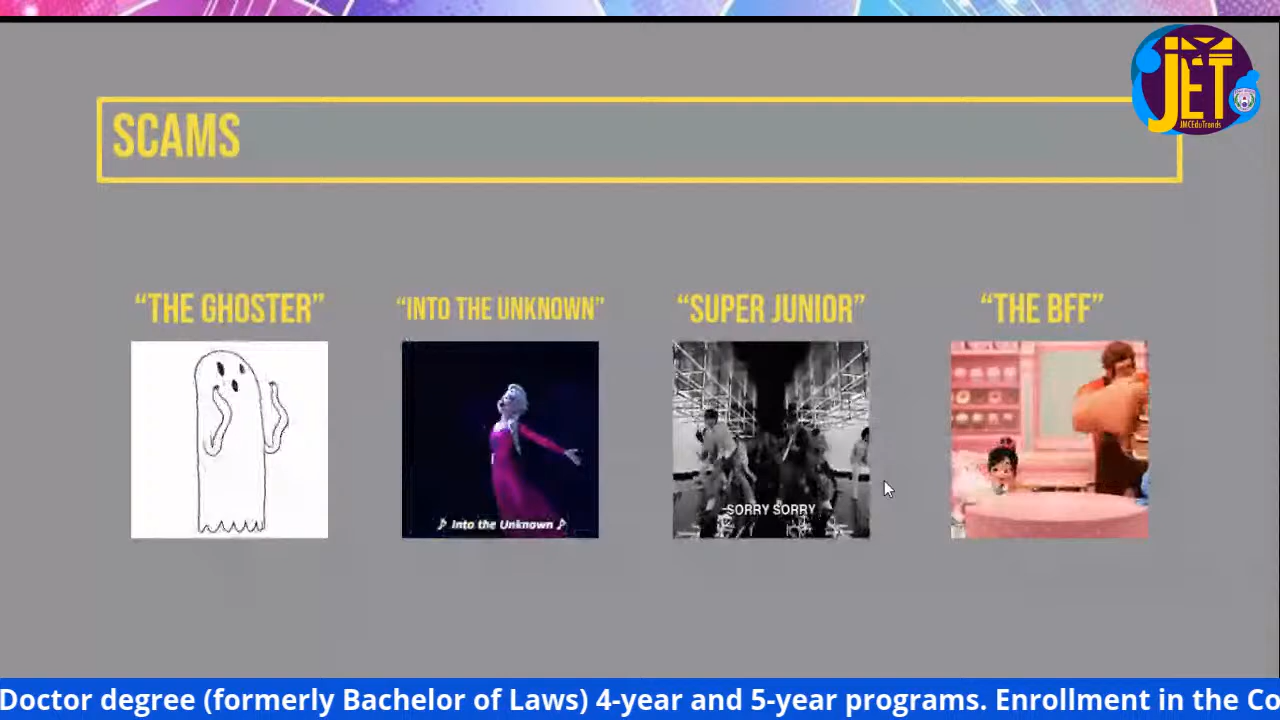 JET
JMCEduTrends
SCAMS
“THE GHOSTER”
“INTO THE UNKNOWN”
“SUPER JUNIOR”
“THE BFF”
♪ Into the Unknown ♪
SORRY SORRY
Doctor degree (formerly Bachelor of Laws) 4-year and 5-year programs. Enrollment in the Co